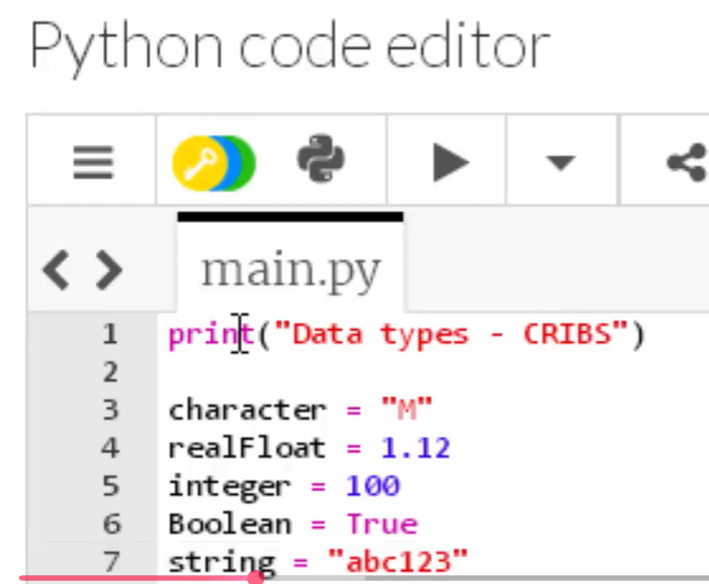 Python code editor
main.py
1 print("Data types - CRIBS")
2
3 character = "M"
4 realFloat = 1.12
5 integer = 100
6 Boolean = True
7 string = "abc123"